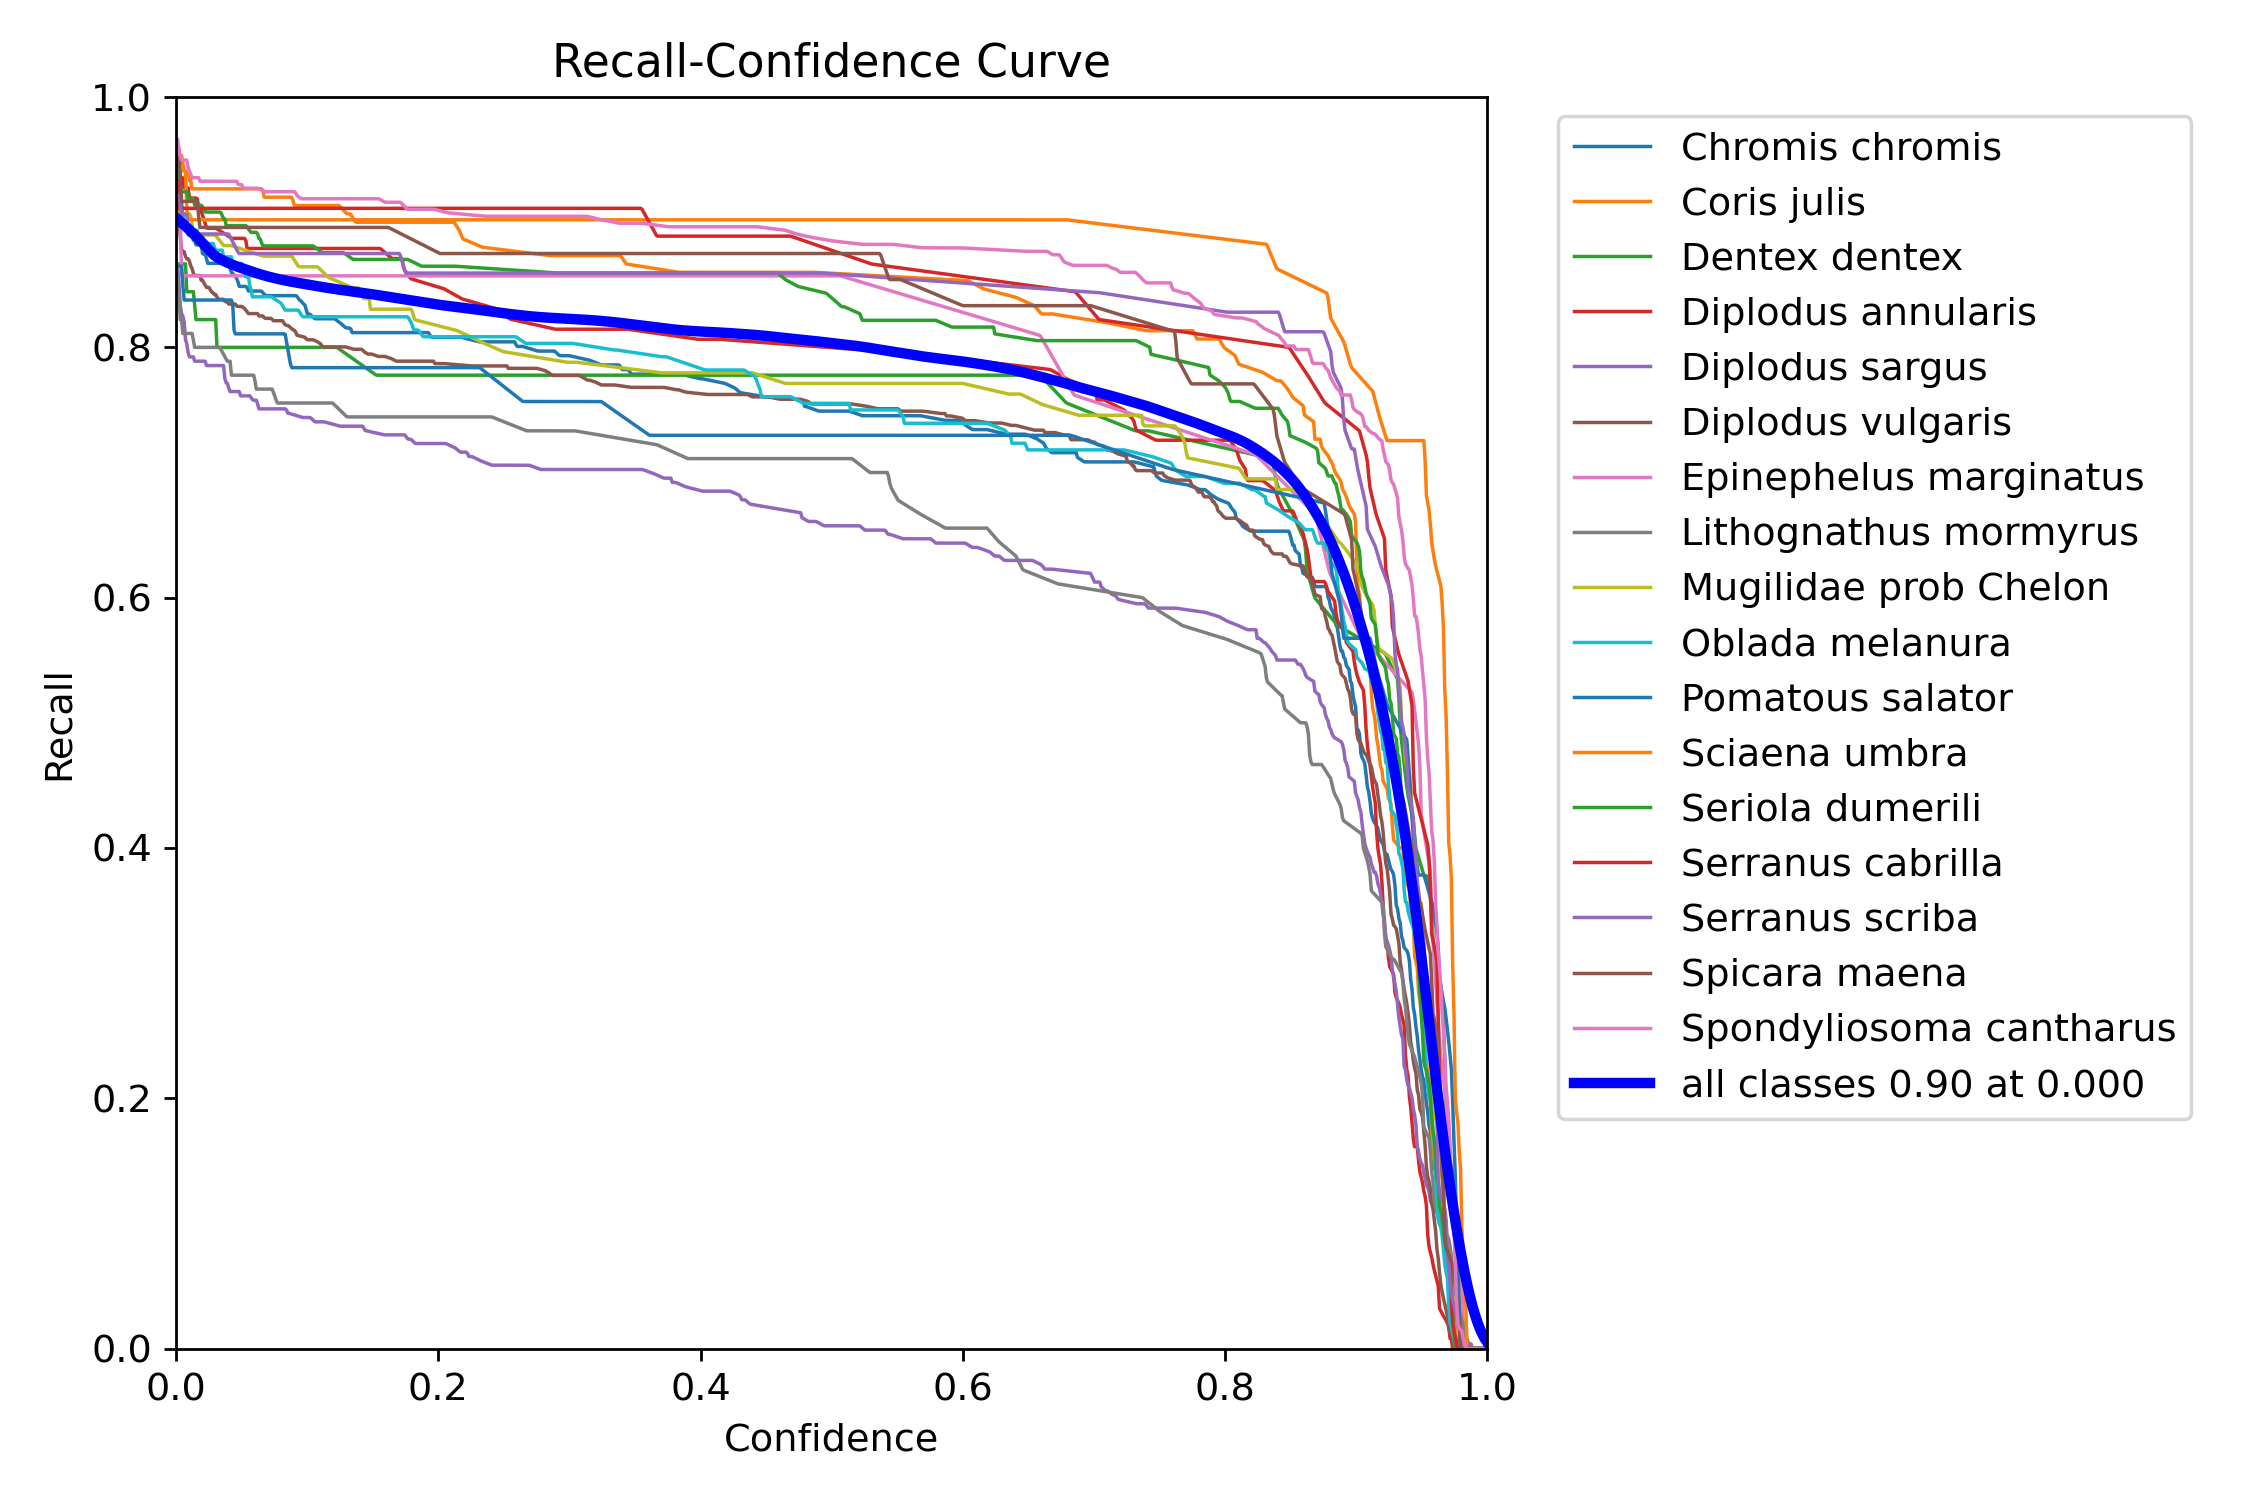 Recall-Confidence Curve
1.0
0.8
0.6
0.4
0.2
0.0
Recall
0.0 0.2 0.4 0.6 0.8 1.0
Confidence
Chromis chromis
Coris julis
Dentex dentex
Diplodus annularis
Diplodus sargus
Diplodus vulgaris
Epinephelus marginatus
Lithognathus mormyrus
Mugilidae prob Chelon
Oblada melanura
Pomatous salator
Sciaena umbra
Seriola dumerili
Serranus cabrilla
Serranus scriba
Spicara maena
Spondyliosoma cantharus
all classes 0.90 at 0.000